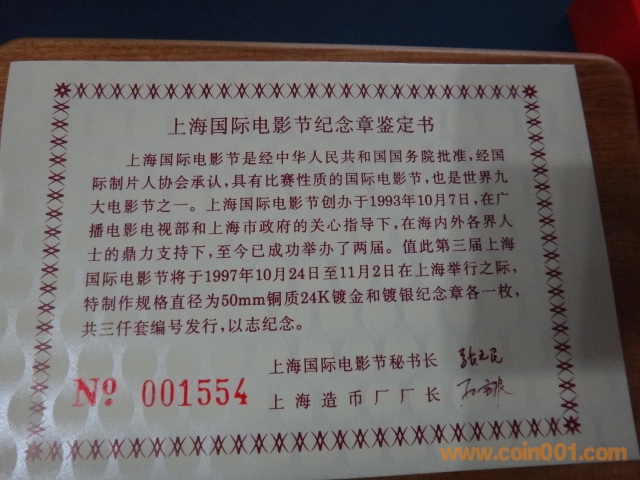 上海国际电影节纪念章鉴定书
上海国际电影节是经中华人民共和国国务院批准，经国
际制片人协会承认，具有比赛性质的国际电影节，也是世界九
大电影节之一。上海国际电影节创办于1993年10月7日，在广
播电影电视部和上海市政府的关心指导下，在海内外各界人
士的鼎力支持下，至今已成功举办了两届。值此第三届上海
国际电影节将于1997年10月24日至11月2日在上海举行之际，
特制作规格直径为50mm铜质24K镀金和镀银纪念章各一枚，
共三仟套编号发行，以志纪念。
上海国际电影节秘书长
Nº 001554 上海造币厂厂长
www.coin001.com